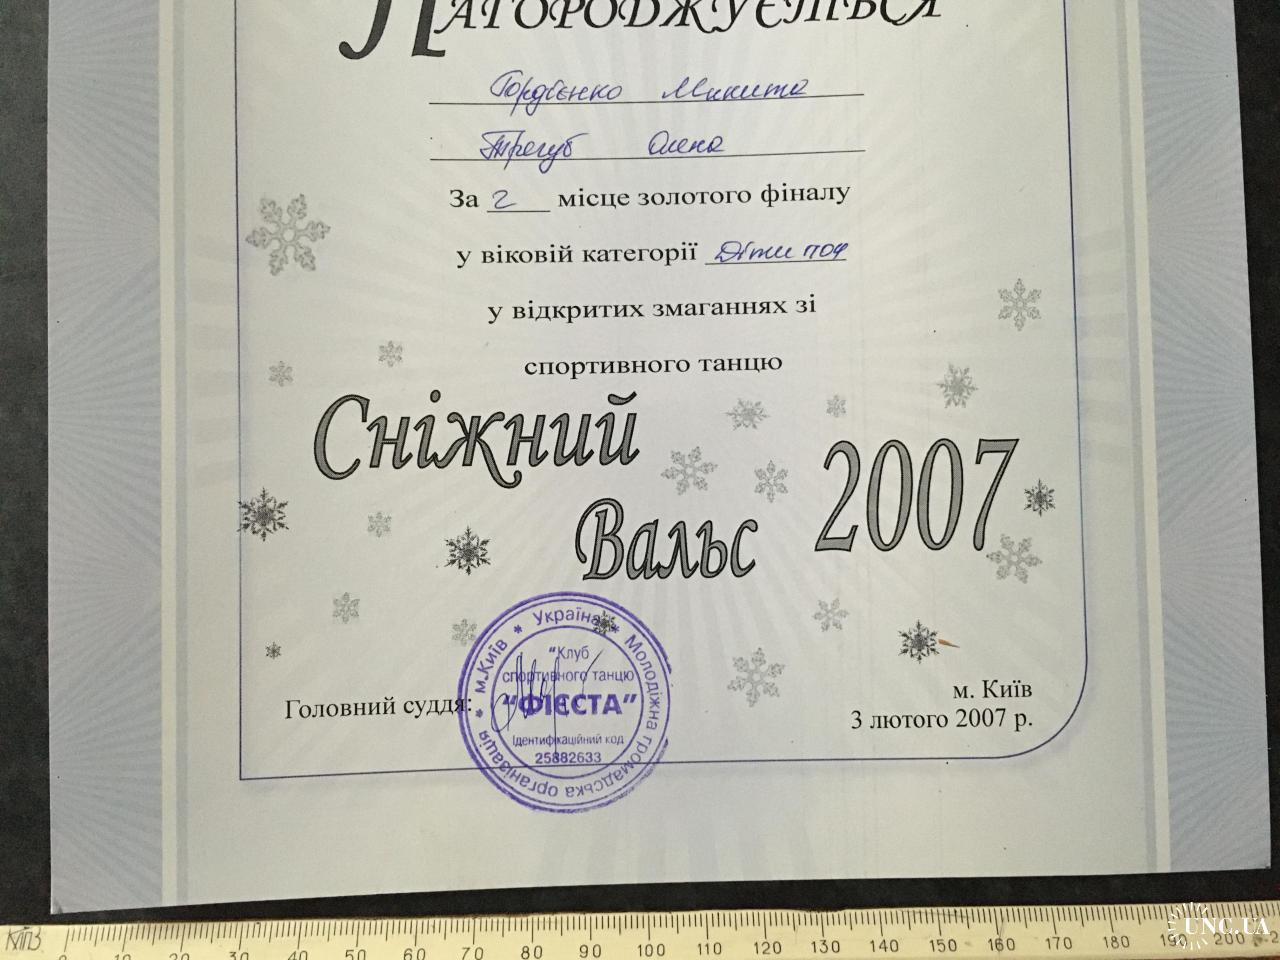 Нагороджується
Гордієнко Микита
Трегуб Олена
За 2 місце золотого фіналу
у віковій категорії Діти поч
у відкритих змаганнях зі
спортивного танцю
Сніжний
Вальс
2007
Головний суддя:
м. Київ
3 лютого 2007 р.
* Україна * Молодіжна громадська організація * м.Київ
"Клуб
спортивного танцю
"ФІЄСТА"
Ідентифікаційний код
25882633
0 10 20 30 40 50 60 70 80 90 100 110 120 130 140 150 160 170 180 190 200
UNC.UA